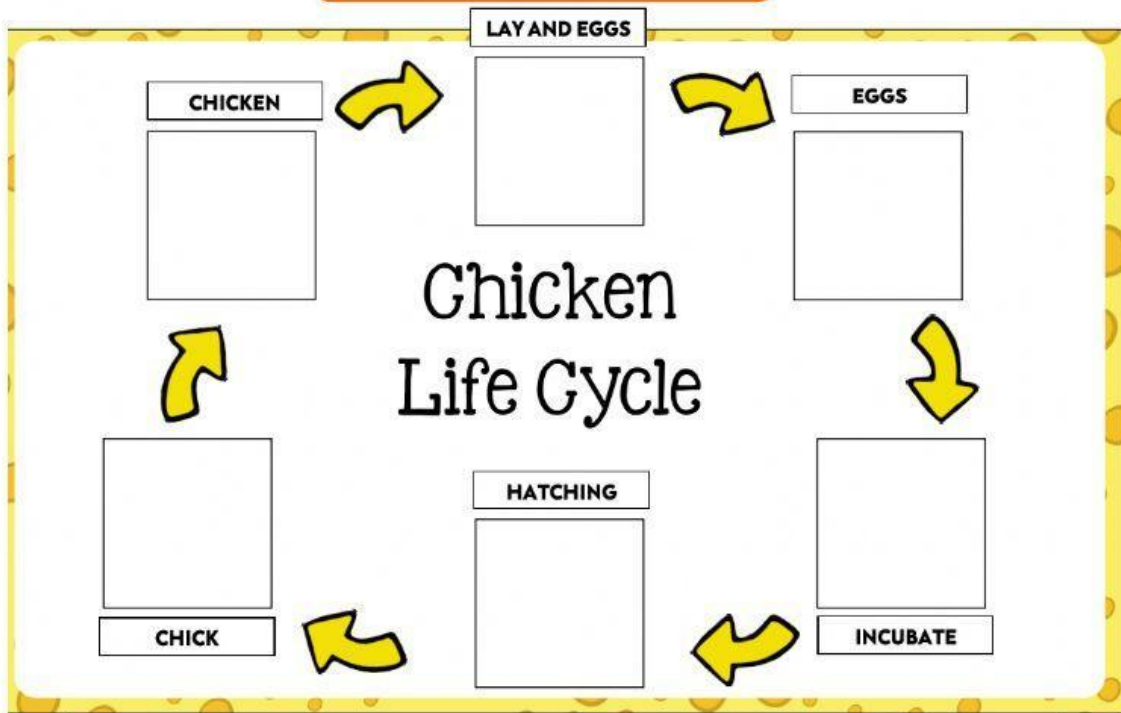 LAY AND EGGS
CHICKEN
EGGS
Chicken
Life Cycle
HATCHING
CHICK
INCUBATE